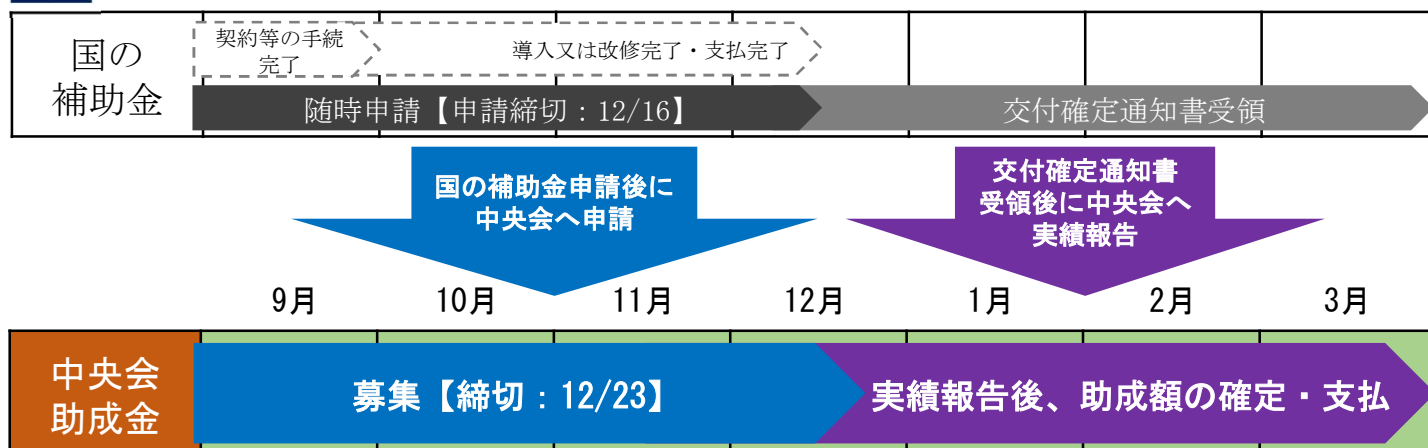 国の
補助金
契約等の手続
完了
導入又は改修完了・支払完了
随時申請【申請締切：12/16】
交付確定通知書受領
国の補助金申請後に
中央会へ申請
交付確定通知書
受領後に中央会へ
実績報告
9月
10月
11月
12月
1月
2月
3月
中央会
助成金
募集【締切：12/23】
実績報告後、助成額の確定・支払